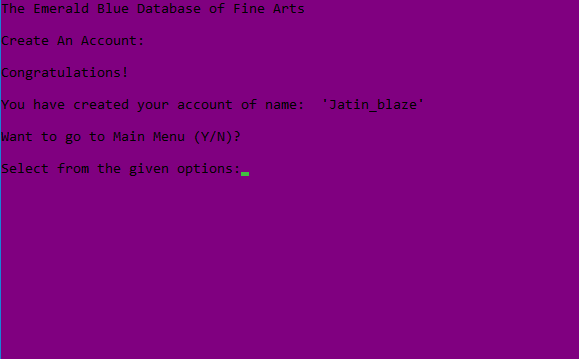 The Emerald Blue Database of Fine Arts
Create An Account:
Congratulations!
You have created your account of name:  'Jatin_blaze'
Want to go to Main Menu (Y/N)?
Select from the given options: